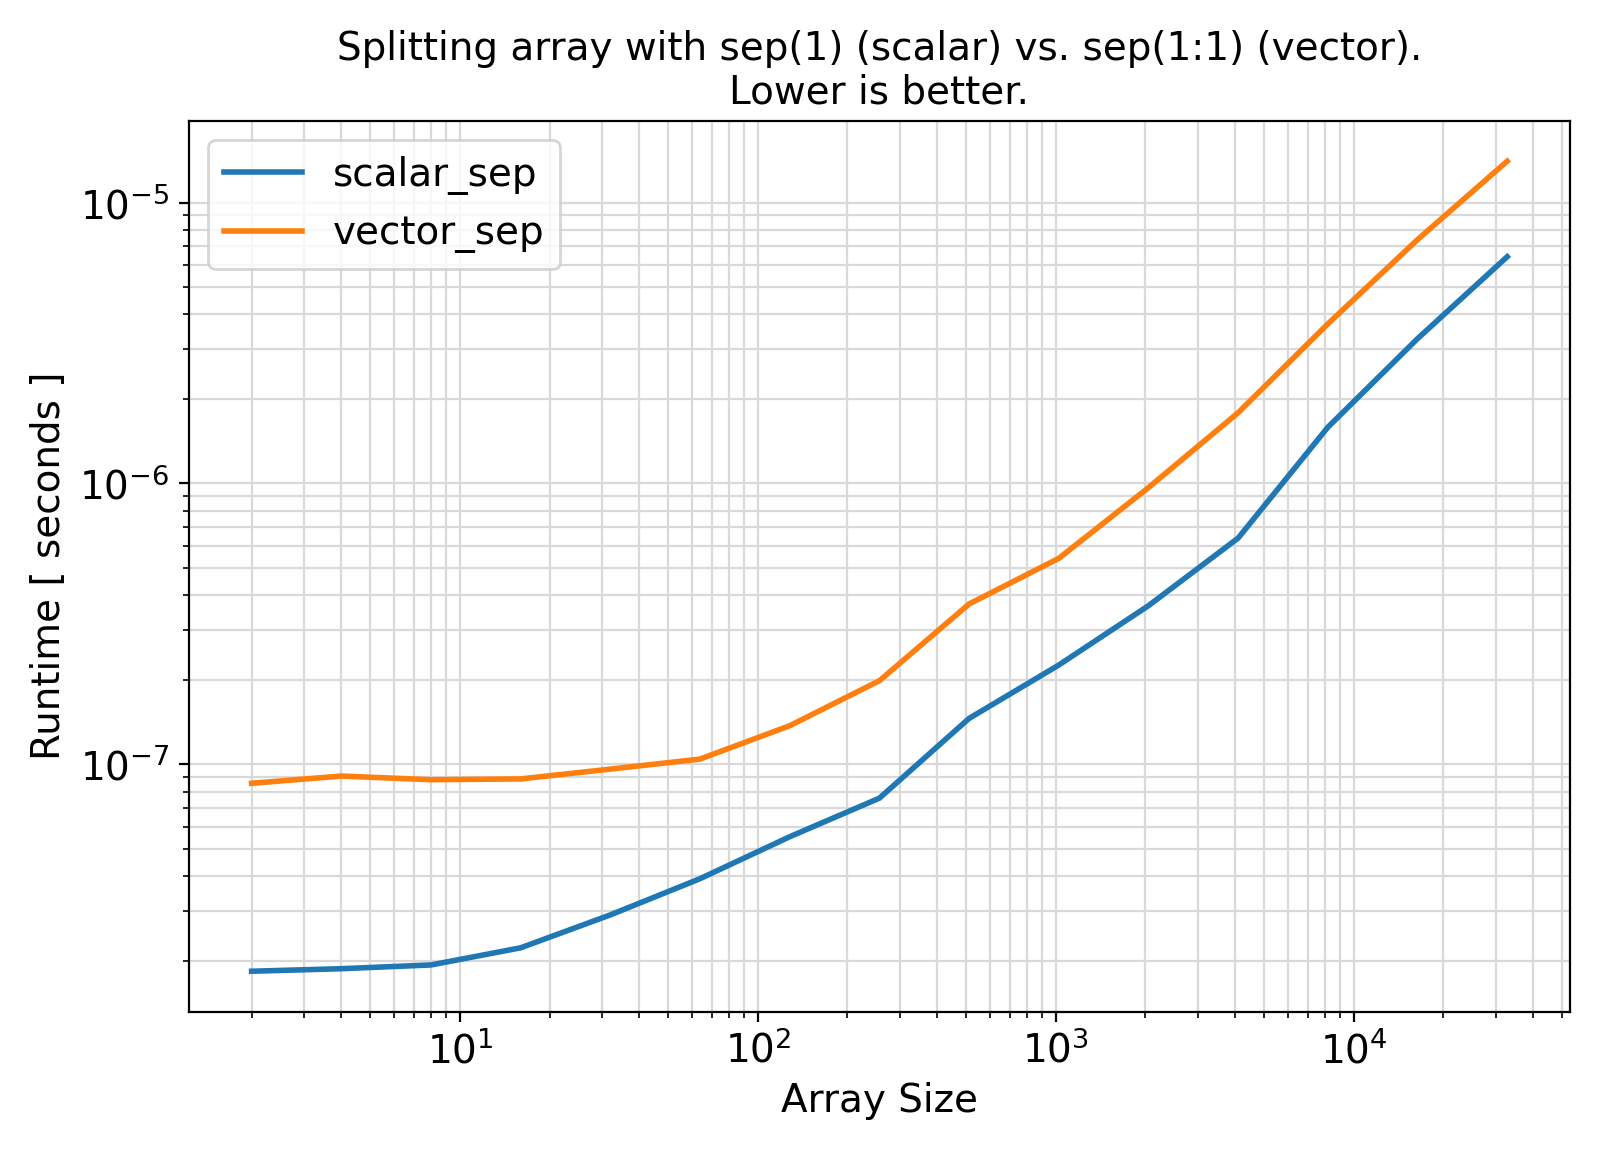 Splitting array with sep(1) (scalar) vs. sep(1:1) (vector).
Lower is better.
scalar_sep
vector_sep
Runtime [ seconds ]
10⁻⁵
10⁻⁶
10⁻⁷
10¹ 10² 10³ 10⁴
Array Size